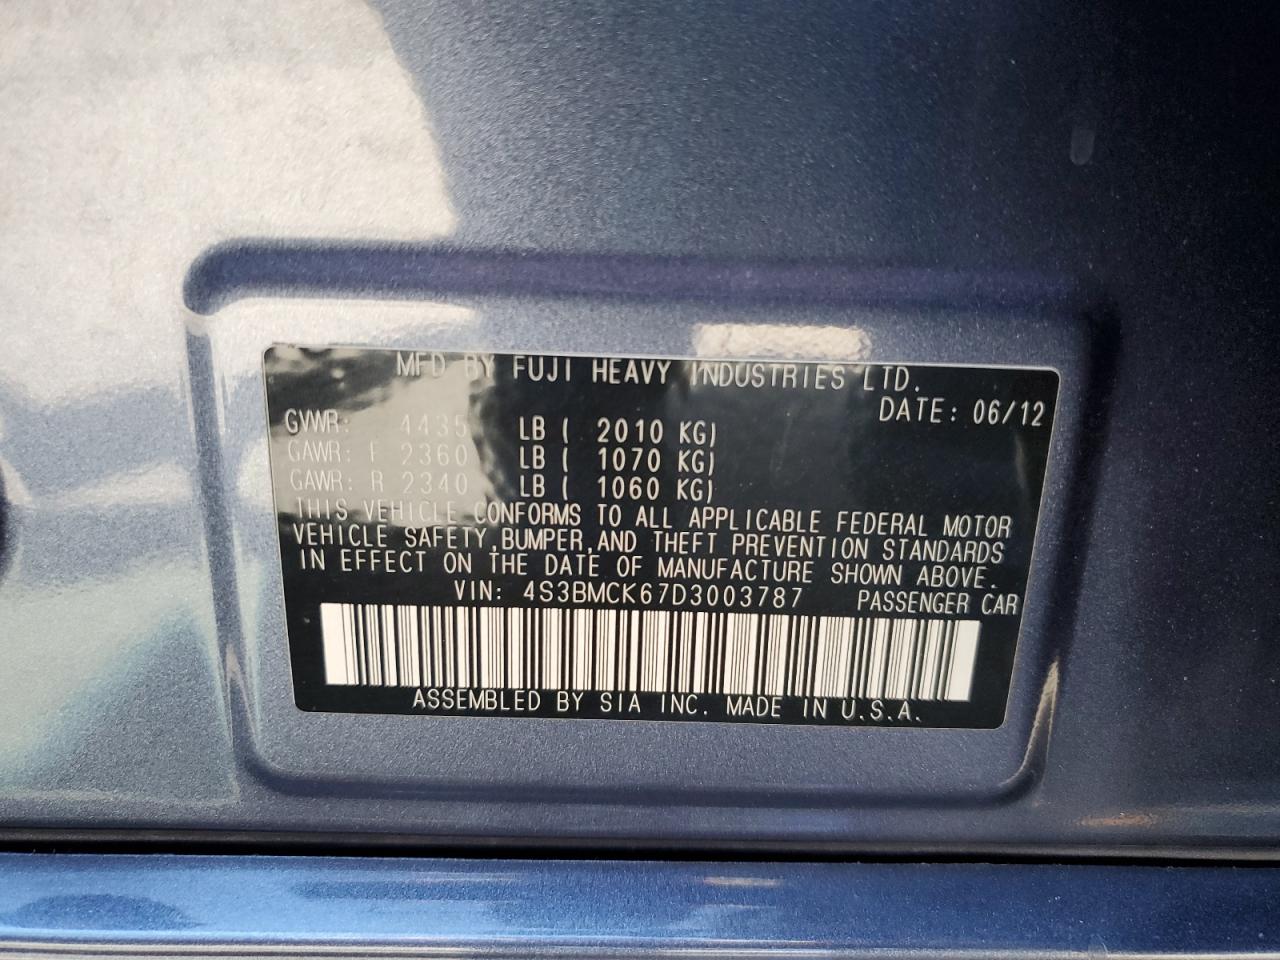 MFD BY FUJI HEAVY INDUSTRIES LTD.
DATE: 06/12
GVWR: 4435 LB ( 2010 KG)
GAWR: F 2360 LB ( 1070 KG)
GAWR: R 2340 LB ( 1060 KG)
THIS VEHICLE CONFORMS TO ALL APPLICABLE FEDERAL MOTOR
VEHICLE SAFETY,BUMPER,AND THEFT PREVENTION STANDARDS
IN EFFECT ON THE DATE OF MANUFACTURE SHOWN ABOVE.
VIN: 4S3BMCK67D3003787 PASSENGER CAR
ASSEMBLED BY SIA INC. MADE IN U.S.A.